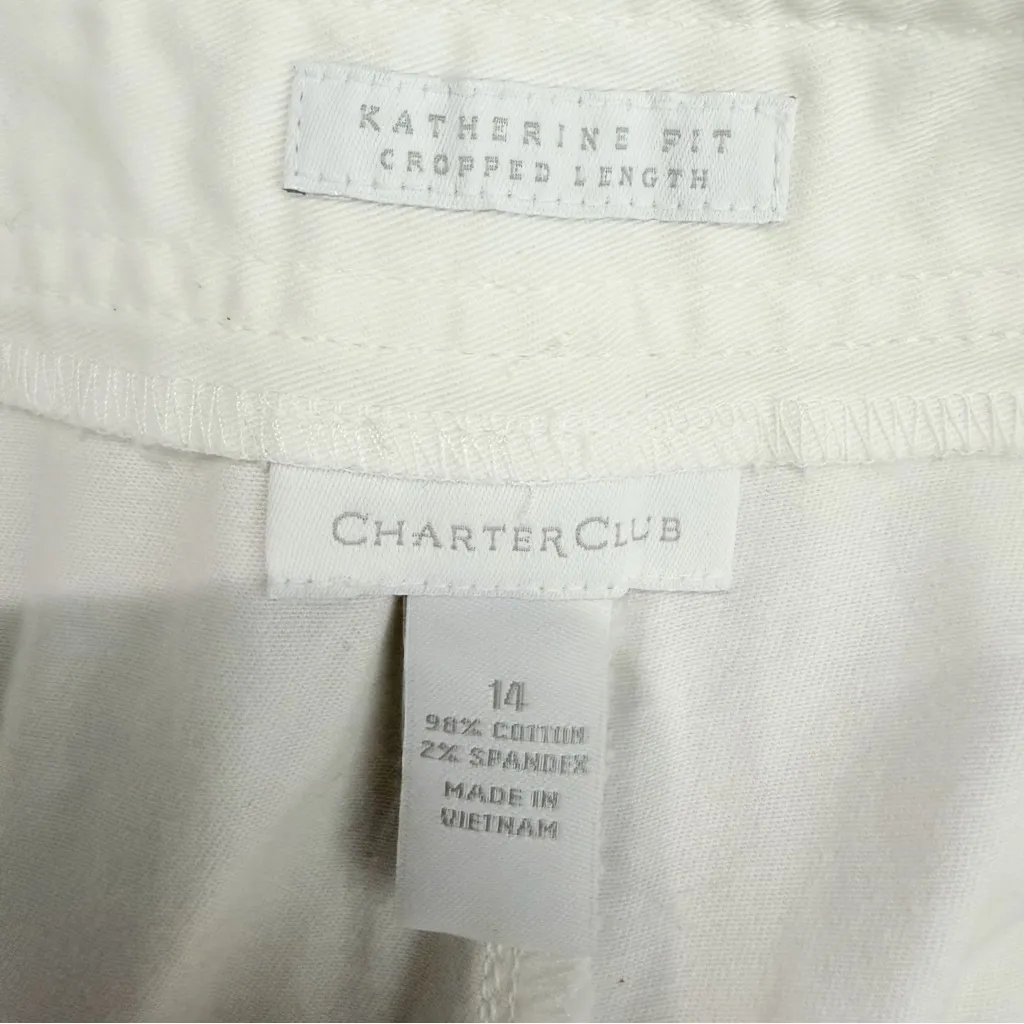 KATHERINE FIT
CROPPED LENGTH
CHARTER CLUB
14
98% COTTON
2% SPANDEX
MADE IN
VIETNAM